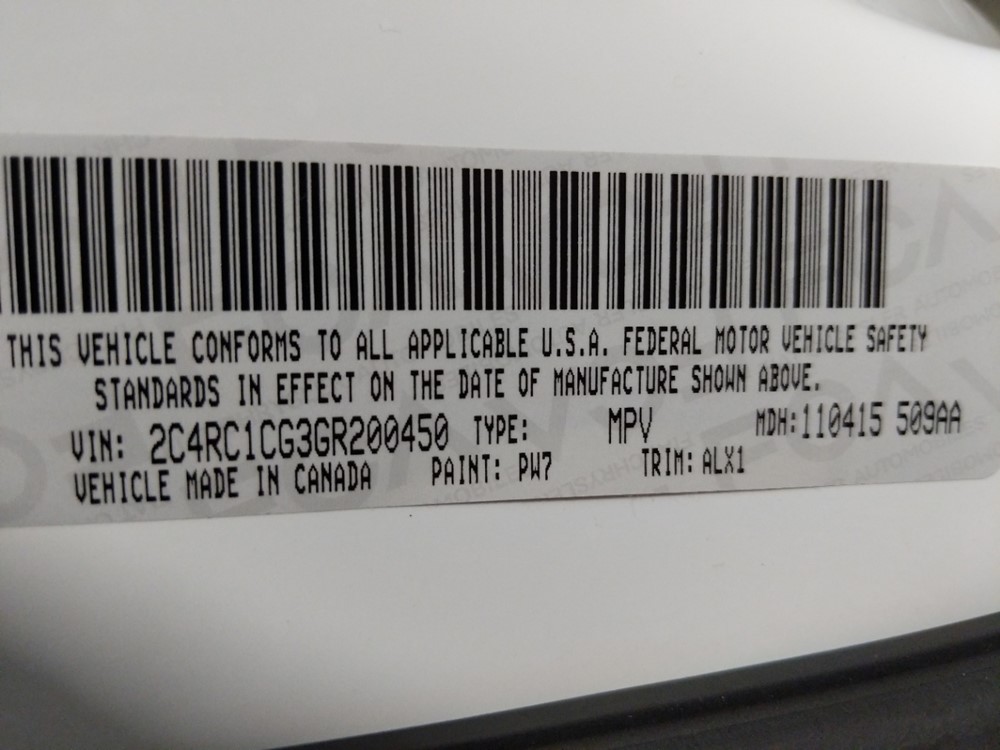 THIS VEHICLE CONFORMS TO ALL APPLICABLE U.S.A. FEDERAL MOTOR VEHICLE SAFETY
STANDARDS IN EFFECT ON THE DATE OF MANUFACTURE SHOWN ABOVE.
VIN: 2C4RC1CG3GR200450 TYPE: MPV MDH: 110415 509AA
VEHICLE MADE IN CANADA PAINT: PW7 TRIM: ALX1